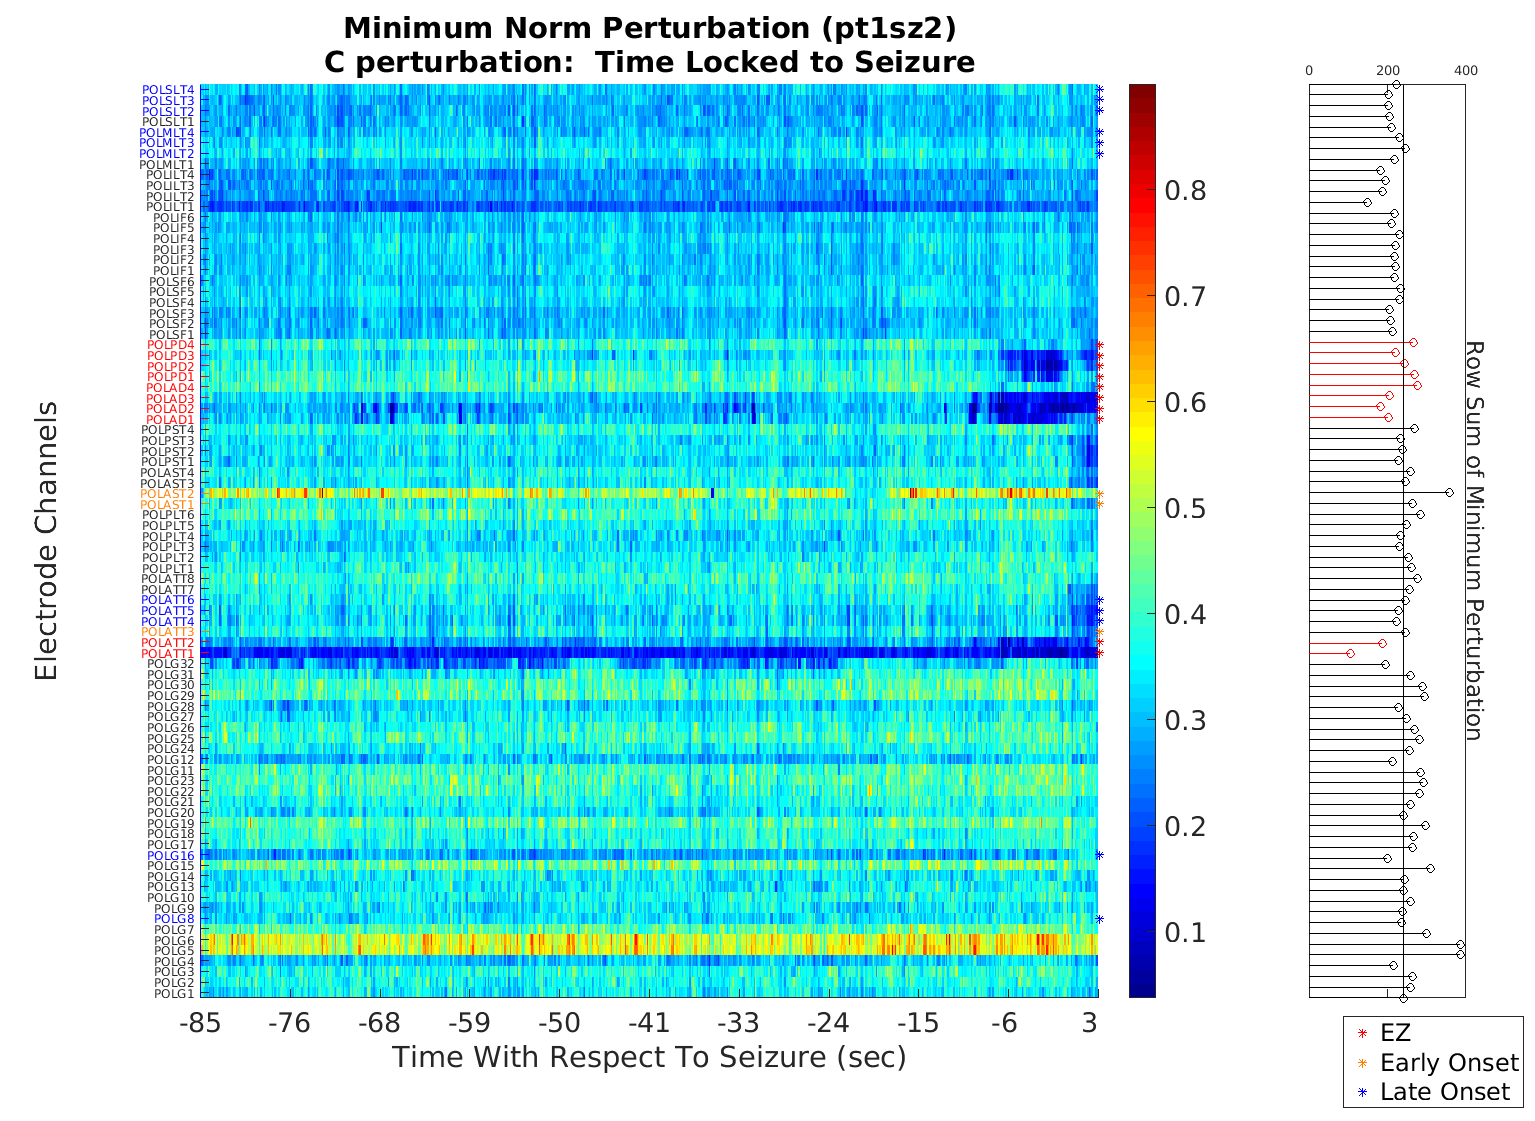 Minimum Norm Perturbation (pt1sz2)
C perturbation:  Time Locked to Seizure
Electrode Channels
POLSLT4
POLSLT3
POLSLT2
POLSLT1
POLMLT4
POLMLT3
POLMLT2
POLMLT1
POLILT4
POLILT3
POLILT2
POLILT1
POLIF6
POLIF5
POLIF4
POLIF3
POLIF2
POLIF1
POLSF6
POLSF5
POLSF4
POLSF3
POLSF2
POLSF1
POLPD4
POLPD3
POLPD2
POLPD1
POLAD4
POLAD3
POLAD2
POLAD1
POLPST4
POLPST3
POLPST2
POLPST1
POLAST4
POLAST3
POLAST2
POLAST1
POLPLT6
POLPLT5
POLPLT4
POLPLT3
POLPLT2
POLPLT1
POLATT8
POLATT7
POLATT6
POLATT5
POLATT4
POLATT3
POLATT2
POLATT1
POLG32
POLG31
POLG30
POLG29
POLG28
POLG27
POLG26
POLG25
POLG24
POLG12
POLG11
POLG23
POLG22
POLG21
POLG20
POLG19
POLG18
POLG17
POLG16
POLG15
POLG14
POLG13
POLG10
POLG9
POLG8
POLG7
POLG6
POLG5
POLG4
POLG3
POLG2
POLG1
-85 -76 -68 -59 -50 -41 -33 -24 -15 -6 3
Time With Respect To Seizure (sec)
0.8
0.7
0.6
0.5
0.4
0.3
0.2
0.1
0 200 400
Row Sum of Minimum Perturbation
EZ
Early Onset
Late Onset